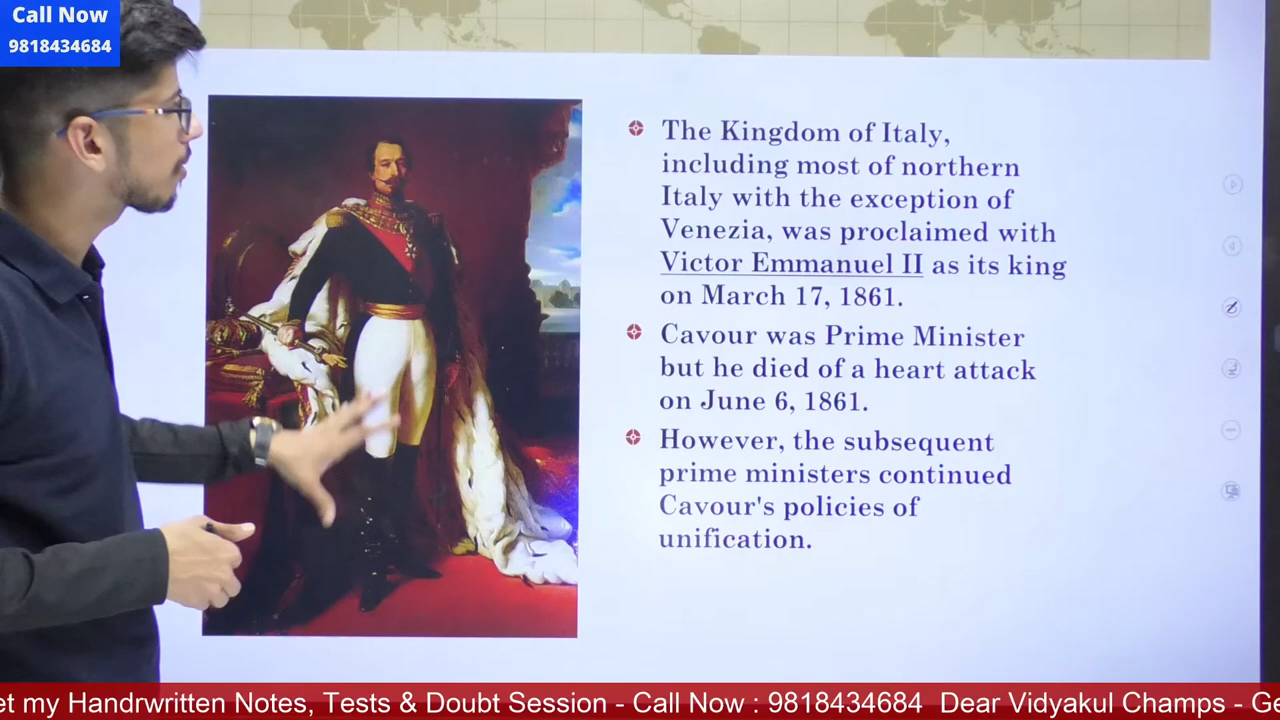 Call Now
9818434684
The Kingdom of Italy,
including most of northern
Italy with the exception of
Venezia, was proclaimed with
Victor Emmanuel II as its king
on March 17, 1861.
Cavour was Prime Minister
but he died of a heart attack
on June 6, 1861.
However, the subsequent
prime ministers continued
Cavour's policies of
unification.
et my Handrwritten Notes, Tests & Doubt Session - Call Now : 9818434684 Dear Vidyakul Champs - Ge